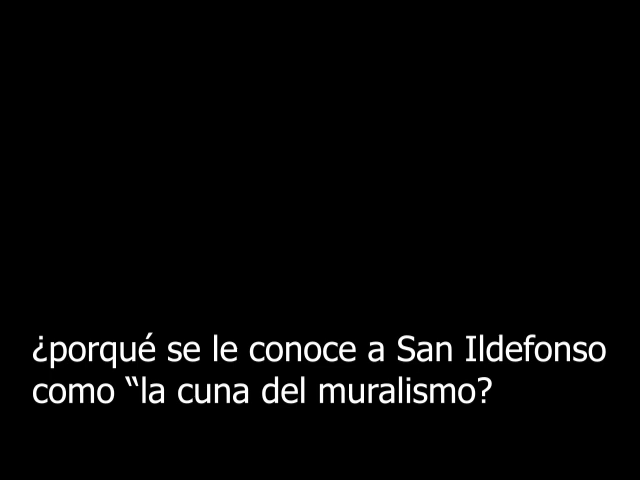 ¿porqué se le conoce a San Ildefonso
como “la cuna del muralismo?